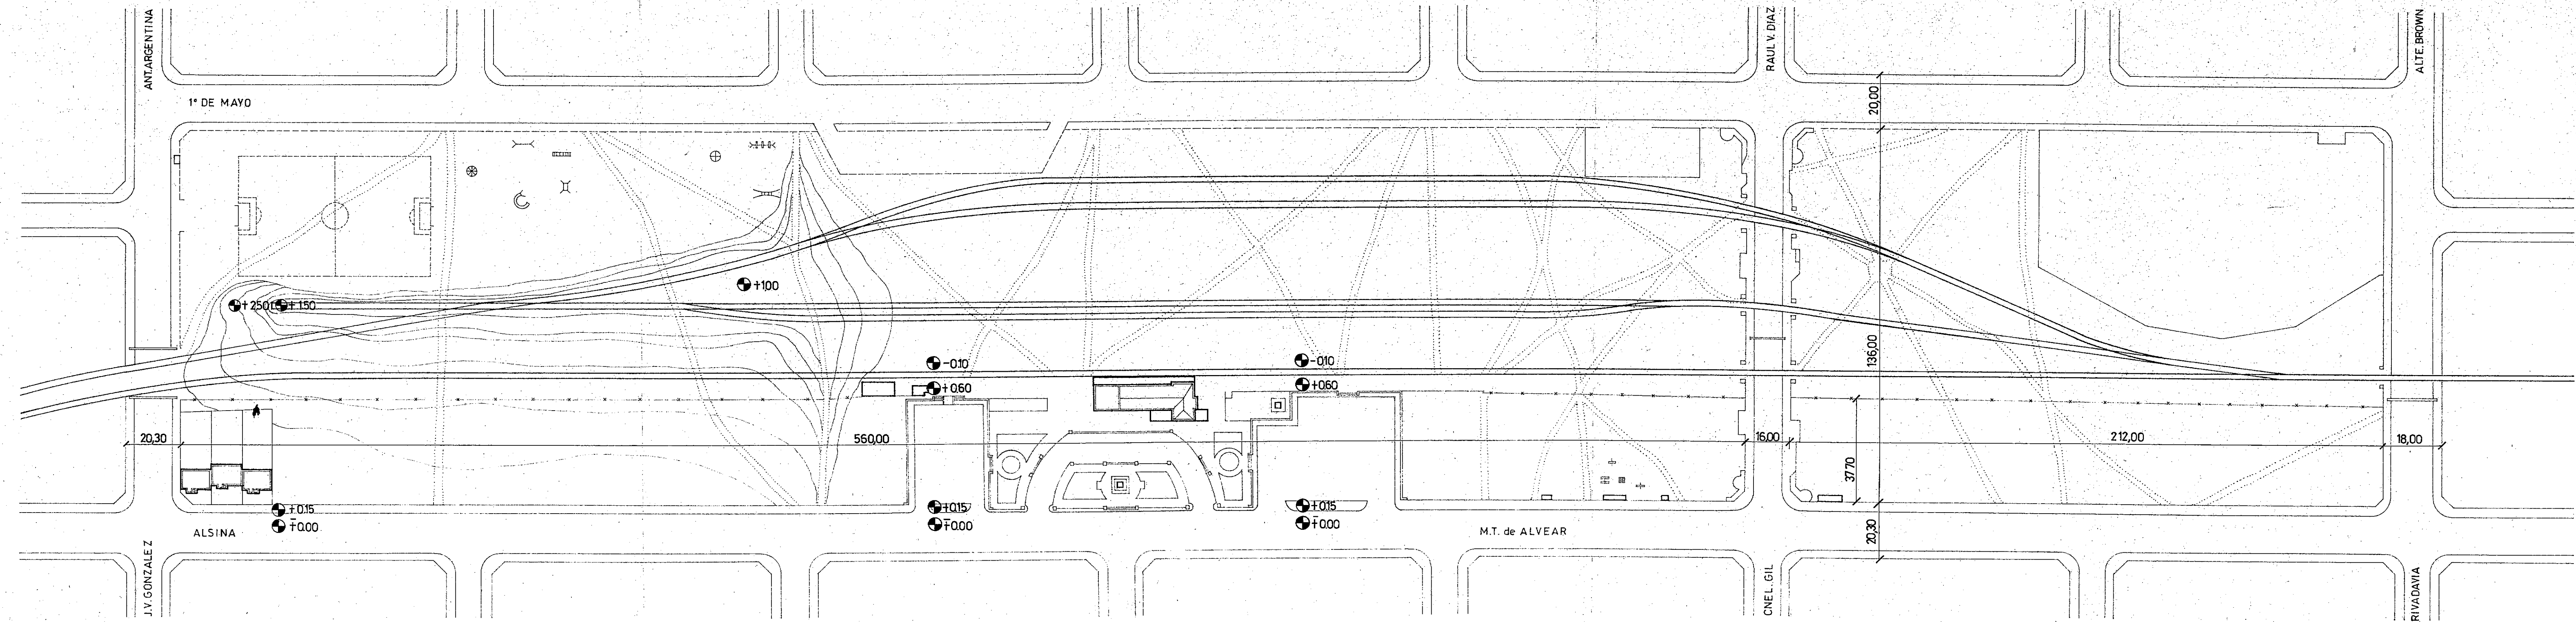 ANT.ARGENTINA
RAUL V. DIAZ
ALTE. BROWN
1º DE MAYO
20,00
+1,00
+2,50
+1,50
136,00
-0,10
-0,10
+0,60
+0,60
20,30
560,00
16,00
212,00
18,00
37,70
+0,15
+0,15
+0,15
∓0.00
∓0.00
∓0.00
ALSINA
M.T. de ALVEAR
20,30
J.V. GONZALEZ
CNEL. GIL
RIVADAVIA